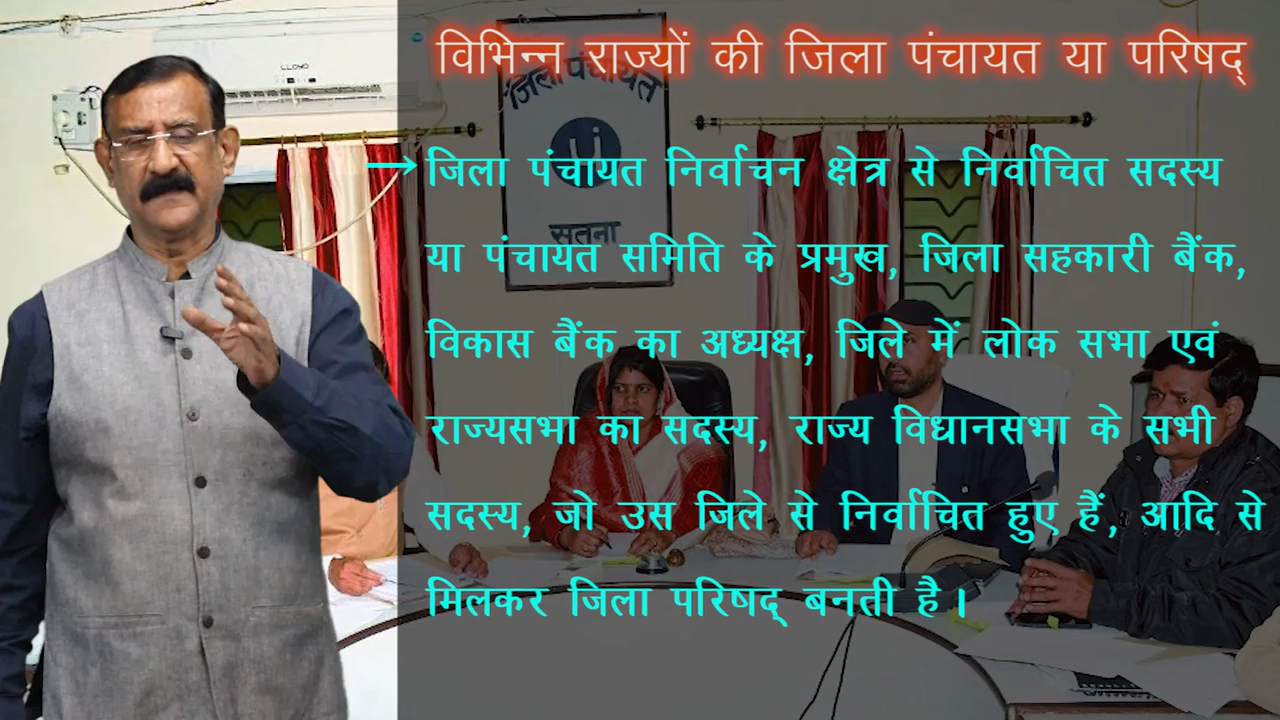 विभिन्न राज्यों की जिला पंचायत या परिषद्
LLOYD
जिला पंचायत
सतना
→जिला पंचायत निर्वाचन क्षेत्र से निर्वाचित सदस्य
या पंचायत समिति के प्रमुख, जिला सहकारी बैंक,
विकास बैंक का अध्यक्ष, जिले में लोक सभा एवं
राज्यसभा का सदस्य, राज्य विधानसभा के सभी
सदस्य, जो उस जिले से निर्वाचित हुए हैं, आदि से
मिलकर जिला परिषद् बनती है।